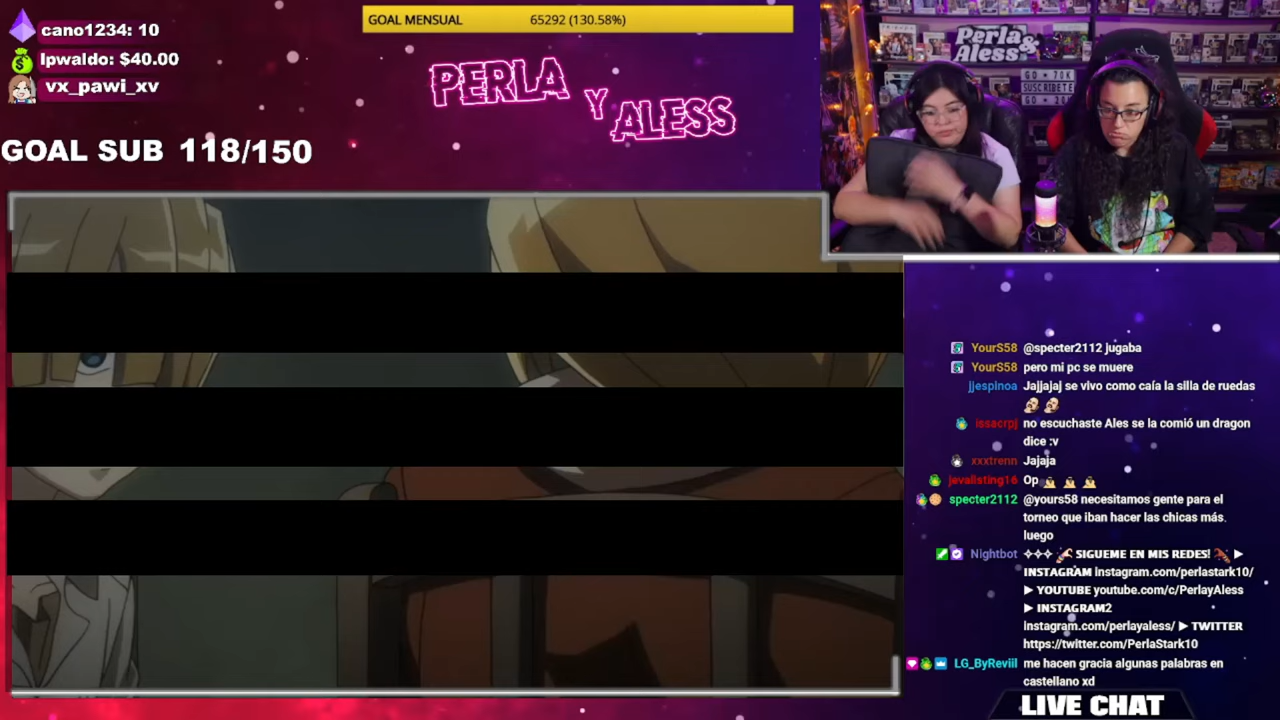 cano1234: 10
lpwaldo: $40.00
vx_pawi_xv
GOAL SUB 118/150
GOAL MENSUAL 65292 (130.58%)
PERLA
Y
ALESS
Perla &
Aless
GO * 70K
SUSCRIBETE
YourS58 @specter2112 jugaba
YourS58 pero mi pc se muere
jjespinoa Jajjajaj se vivo como caía la silla de ruedas
issacrpj no escuchaste Ales se la comió un dragon
dice :v
xxxtrenn Jajaja
jevalisting16 Op
specter2112 @yours58 necesitamos gente para el
torneo que iban hacer las chicas más.
luego
Nightbot ✧✧✧ SIGUEME EN MIS REDES! ▶
INSTAGRAM instagram.com/perlastark10/
▶ YOUTUBE youtube.com/c/PerlayAless
▶ INSTAGRAM2
instagram.com/perlayaless/ ▶ TWITTER
https://twitter.com/PerlaStark10
LG_ByReviil me hacen gracia algunas palabras en
castellano xd
LIVE CHAT